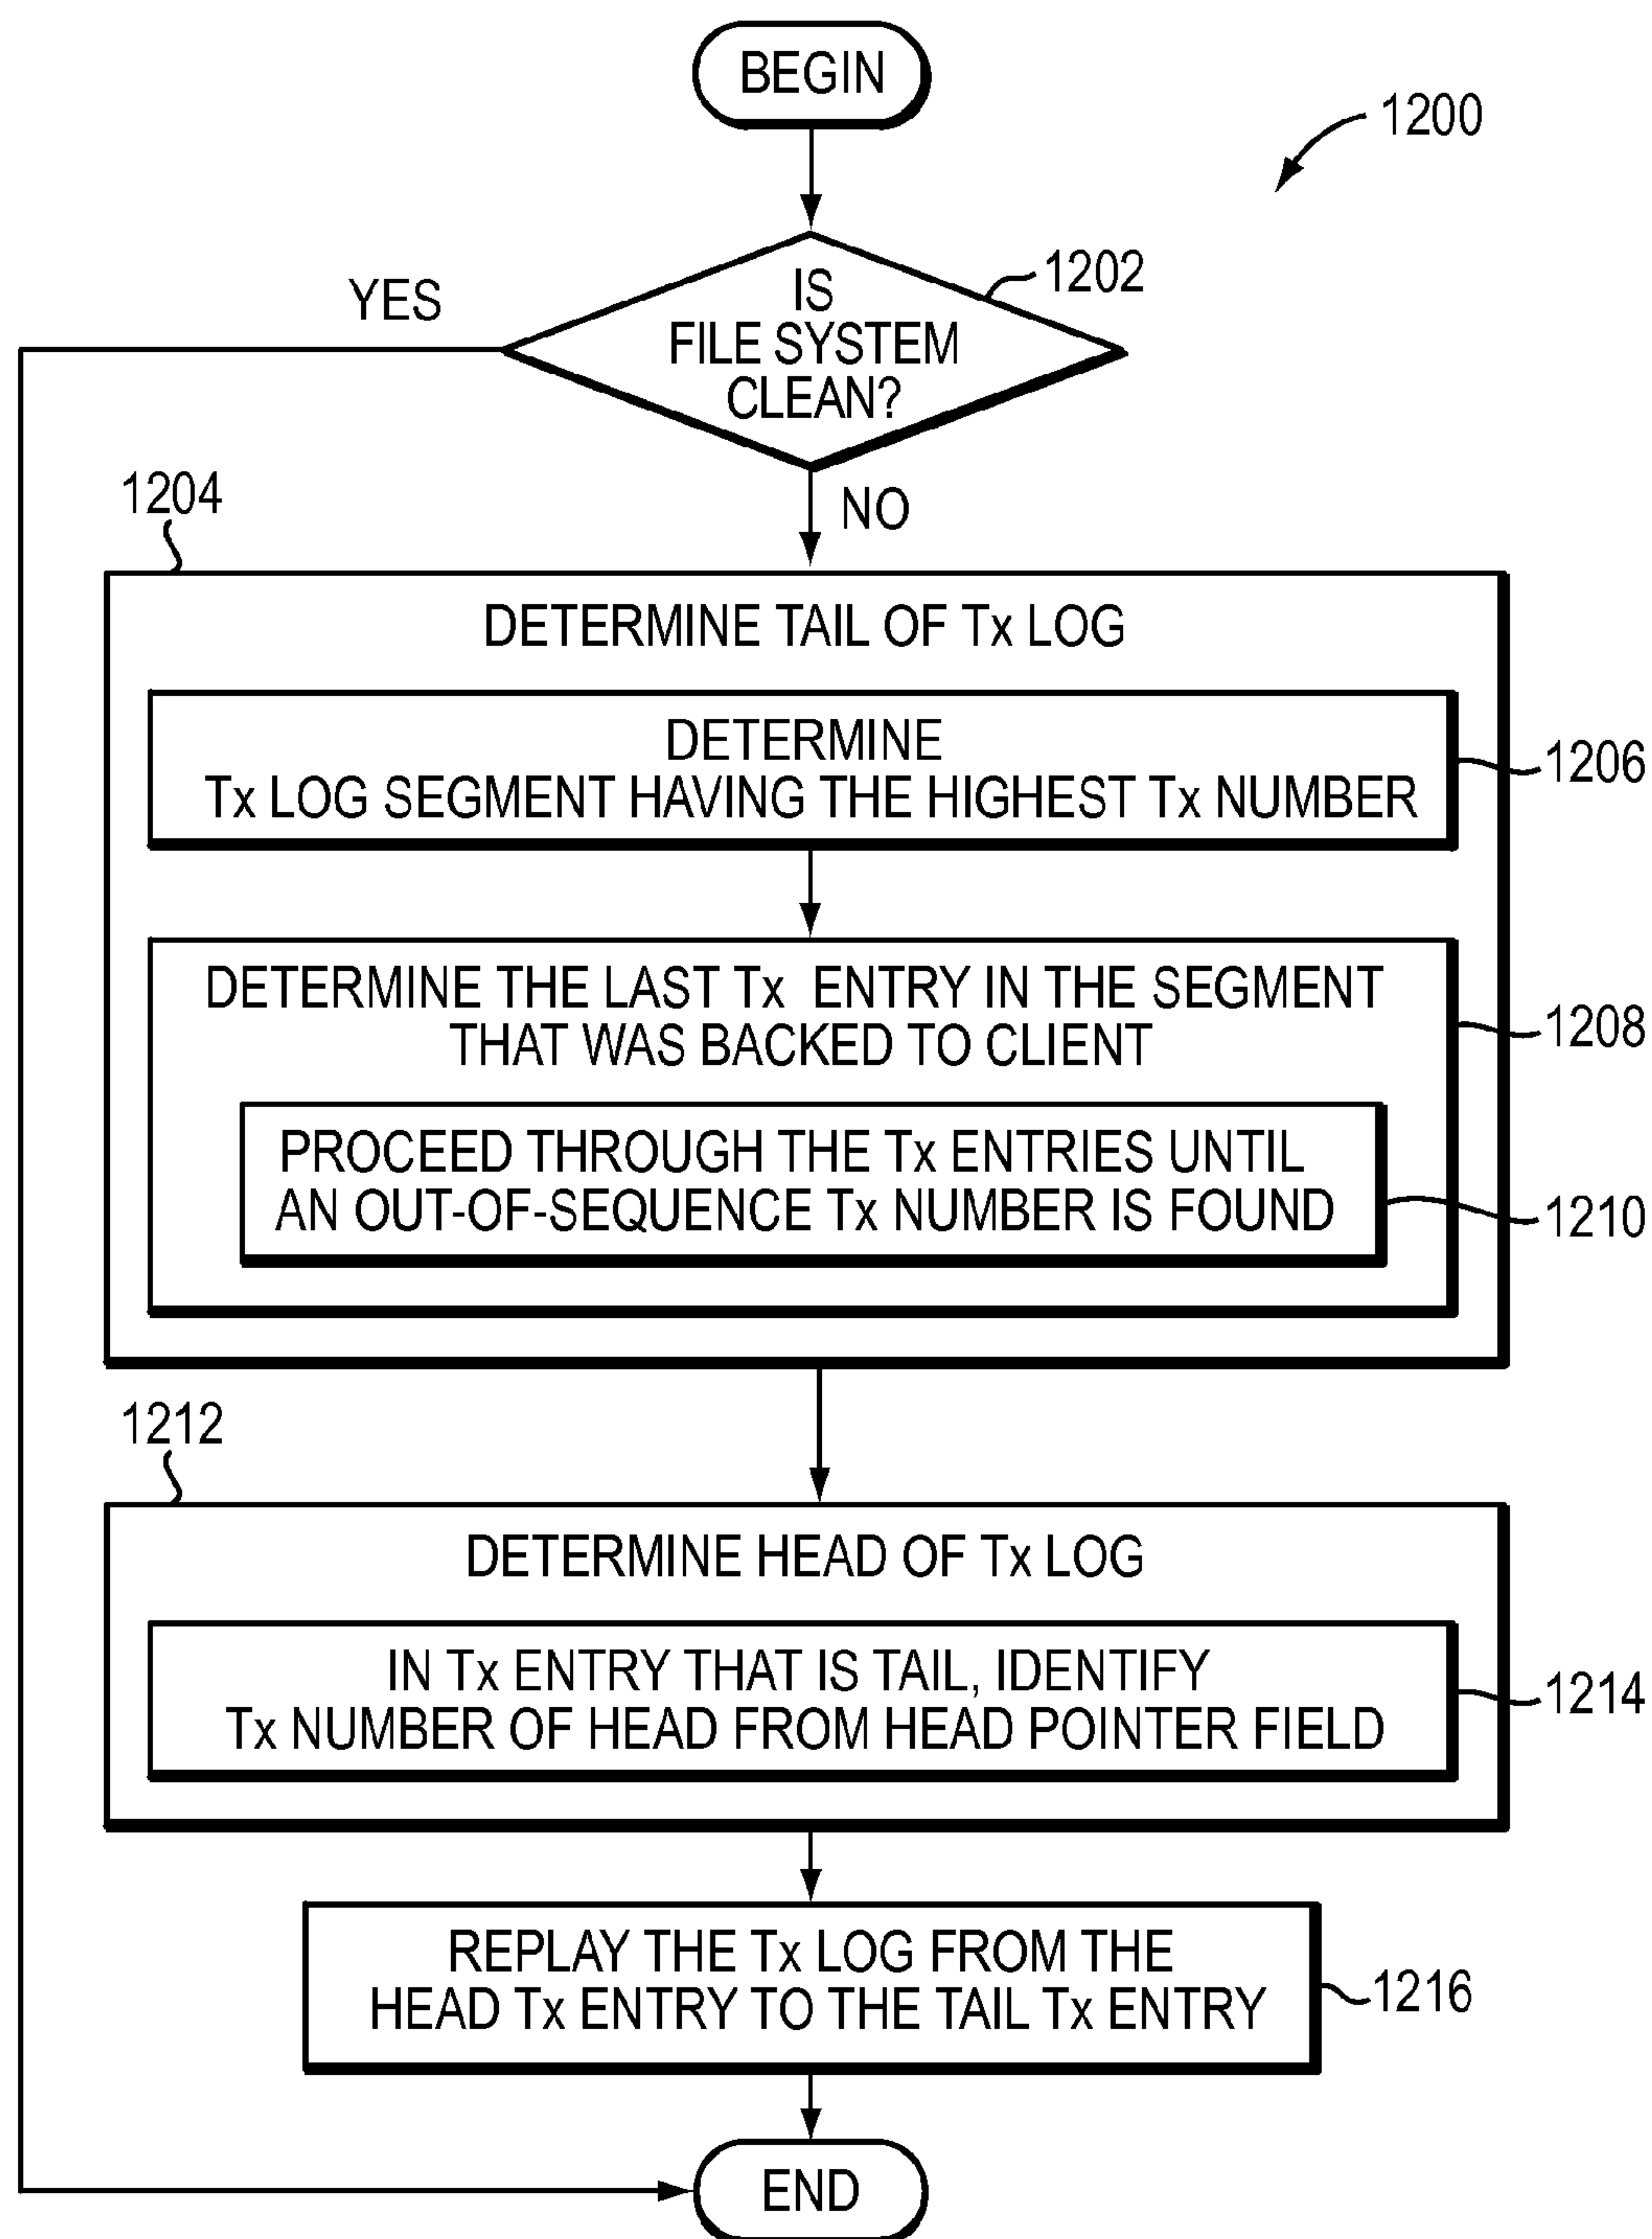 BEGIN
1200
1202
IS
FILE SYSTEM
CLEAN?
YES
NO
1204
DETERMINE TAIL OF Tx LOG
DETERMINE
Tx LOG SEGMENT HAVING THE HIGHEST Tx NUMBER
1206
DETERMINE THE LAST Tx ENTRY IN THE SEGMENT
THAT WAS BACKED TO CLIENT
1208
PROCEED THROUGH THE Tx ENTRIES UNTIL
AN OUT-OF-SEQUENCE Tx NUMBER IS FOUND
1210
1212
DETERMINE HEAD OF Tx LOG
IN Tx ENTRY THAT IS TAIL, IDENTIFY
Tx NUMBER OF HEAD FROM HEAD POINTER FIELD
1214
REPLAY THE Tx LOG FROM THE
HEAD Tx ENTRY TO THE TAIL Tx ENTRY
1216
END